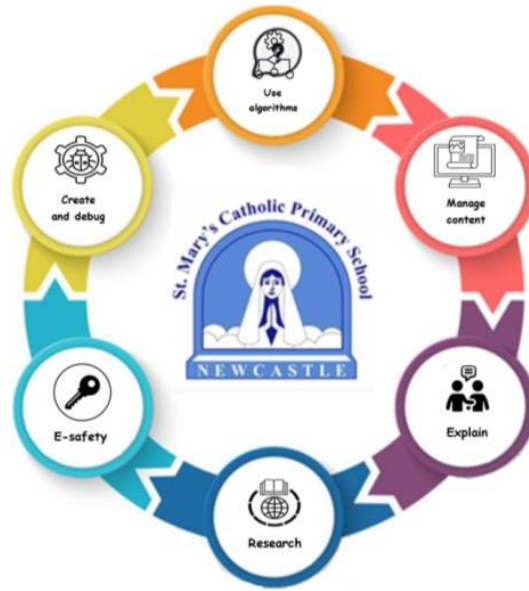 Use
algorithms
Manage
content
Explain
Research
E-safety
Create
and debug
St. Mary's Catholic Primary School
NEWCASTLE